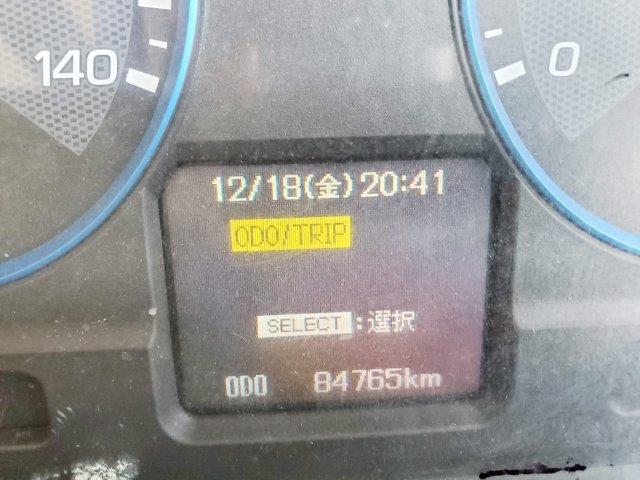 140
0
12/18(金)20:41
ODO/TRIP
SELECT:選択
ODO 84765km